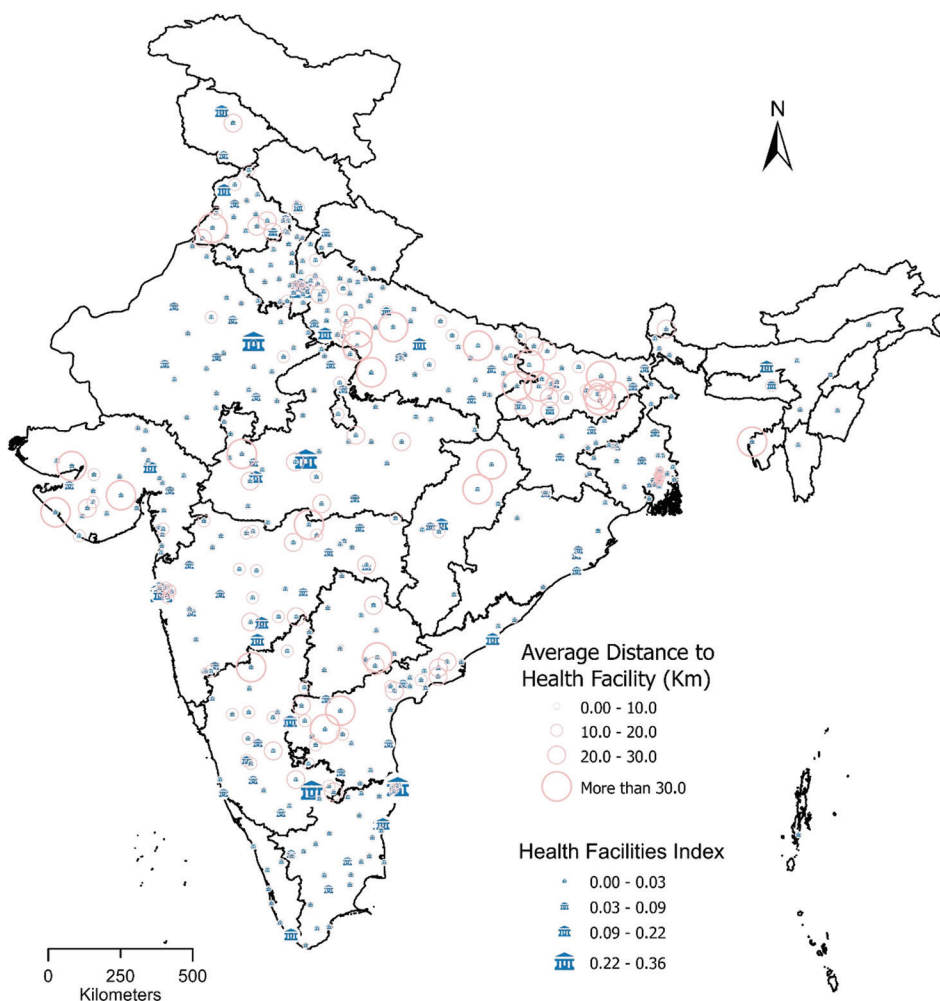 N
Average Distance to
Health Facility (Km)
0.00 - 10.0
10.0 - 20.0
20.0 - 30.0
More than 30.0
Health Facilities Index
0.00 - 0.03
0.03 - 0.09
0.09 - 0.22
0.22 - 0.36
0 250 500
Kilometers